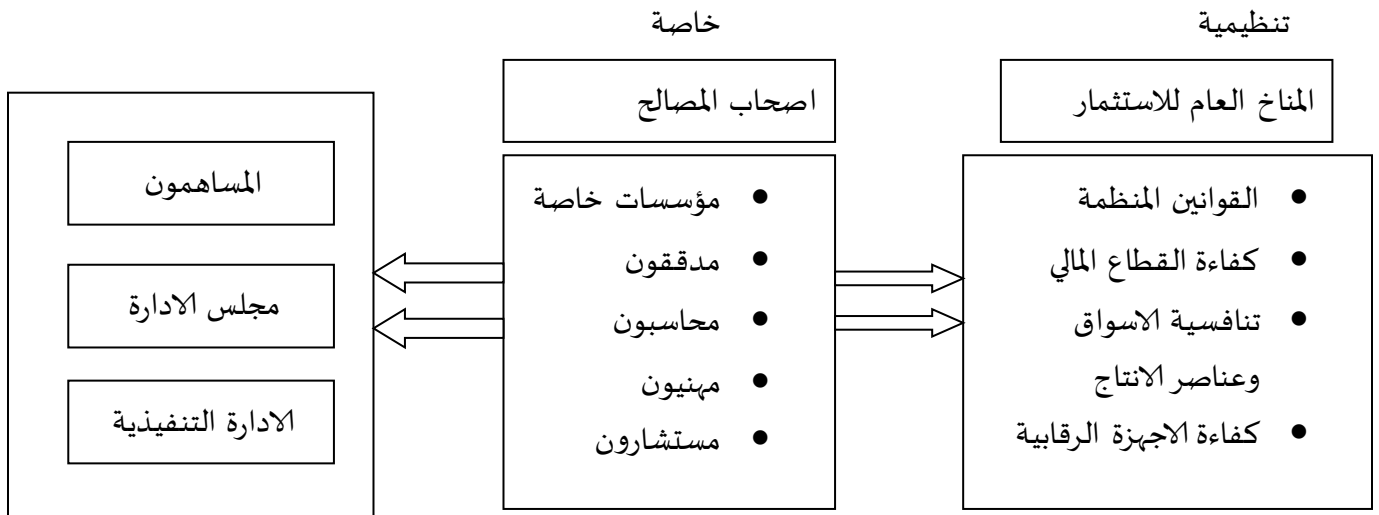 تنظيمية
خاصة
المناخ العام للاستثمار
القوانين المنظمة
كفاءة القطاع المالي
تنافسية الاسواق
وعناصر الانتاج
كفاءة الاجهزة الرقابية
اصحاب المصالح
مؤسسات خاصة
مدققون
محاسبون
مهنيون
مستشارون
المساهمون
مجلس الادارة
الادارة التنفيذية